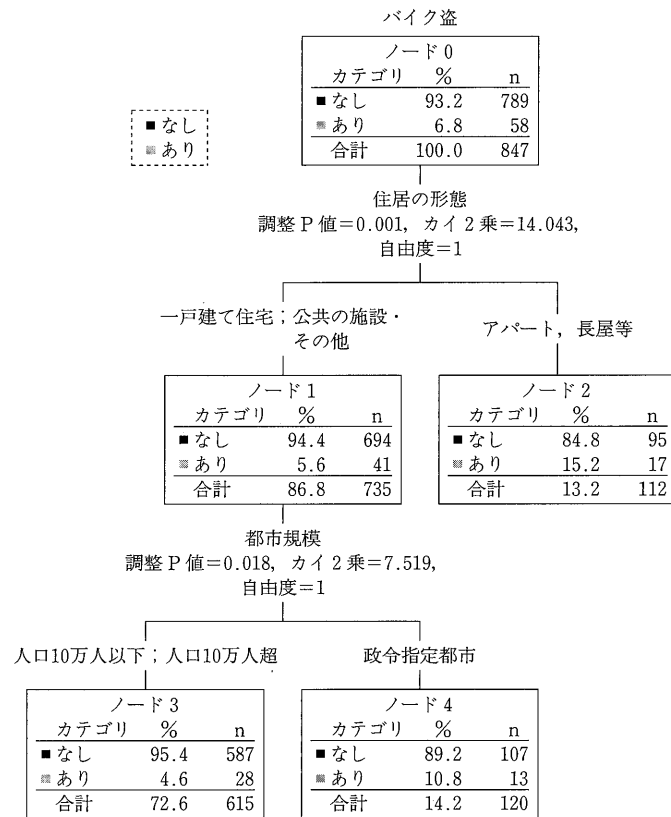 バイク盗
ノード0
カテゴリ % n
■なし 93.2 789
■あり 6.8 58
合計 100.0 847
■なし
■あり
住居の形態
調整P値=0.001, カイ2乗=14.043,
自由度=1
一戸建て住宅;公共の施設・
その他
アパート,長屋等
ノード1
カテゴリ % n
■なし 94.4 694
■あり 5.6 41
合計 86.8 735
ノード2
カテゴリ % n
■なし 84.8 95
■あり 15.2 17
合計 13.2 112
都市規模
調整P値=0.018, カイ2乗=7.519,
自由度=1
人口10万人以下;人口10万人超
政令指定都市
ノード3
カテゴリ % n
■なし 95.4 587
■あり 4.6 28
合計 72.6 615
ノード4
カテゴリ % n
■なし 89.2 107
■あり 10.8 13
合計 14.2 120